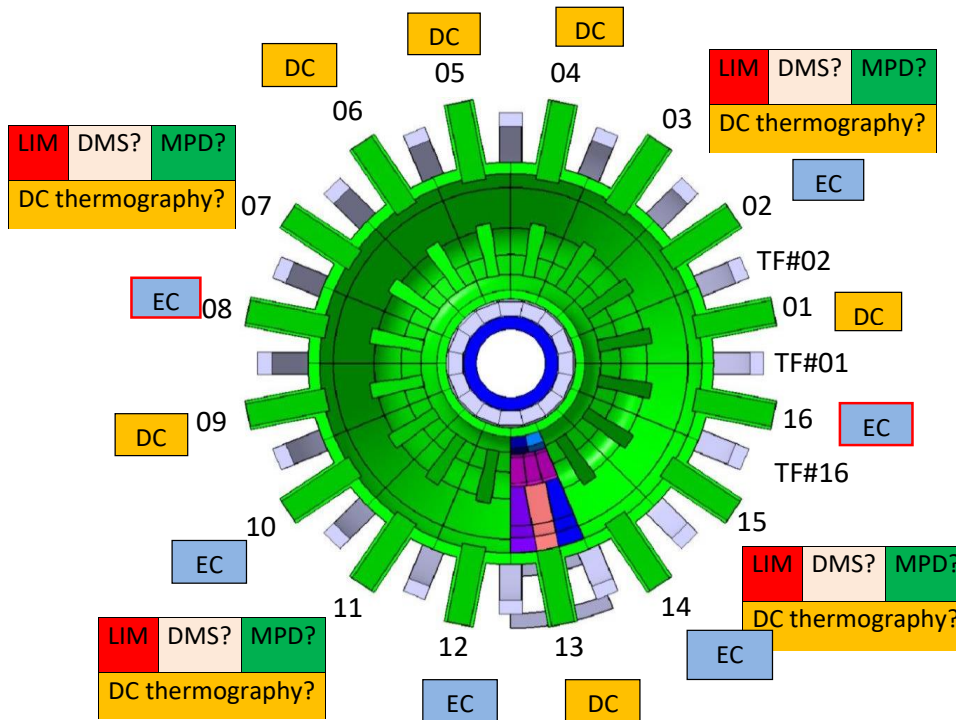 DC
DC
DC
05
04
06
03
LIM DMS? MPD?
DC thermography?
LIM DMS? MPD?
DC thermography?
EC
07
02
TF#02
EC
08
01
DC
TF#01
DC
09
16
EC
TF#16
10
15
EC
11
14
LIM DMS? MPD?
DC thermography?
EC
12
13
LIM DMS? MPD?
DC thermography?
EC
DC